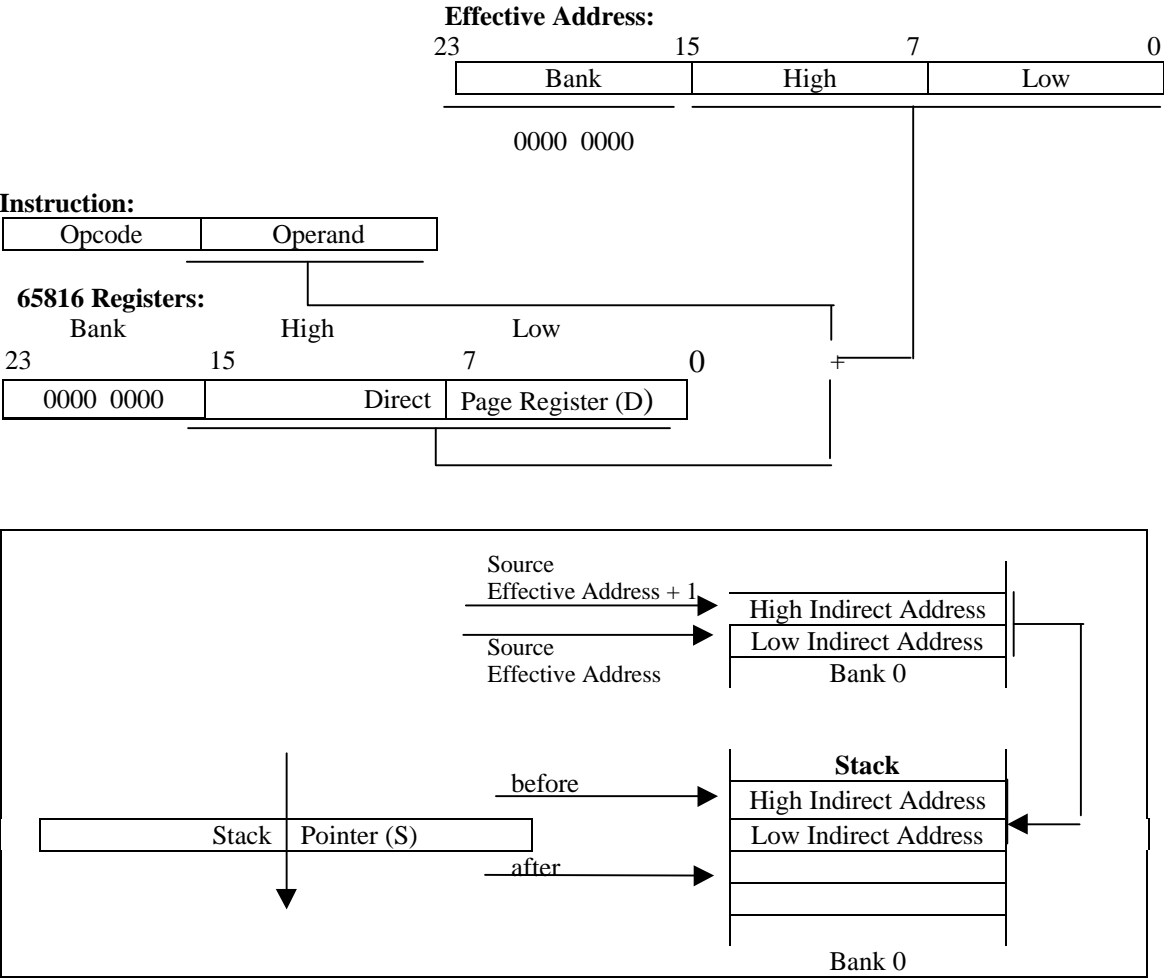 Effective Address:
23 15 7 0
Bank High Low
0000 0000
Instruction:
Opcode Operand
65816 Registers:
Bank High Low
23 15 7 0 +
0000 0000 Direct Page Register (D)
Source
Effective Address + 1
High Indirect Address
Low Indirect Address
Source
Effective Address
Bank 0
Stack
before
High Indirect Address
Stack Pointer (S)
Low Indirect Address
after
Bank 0